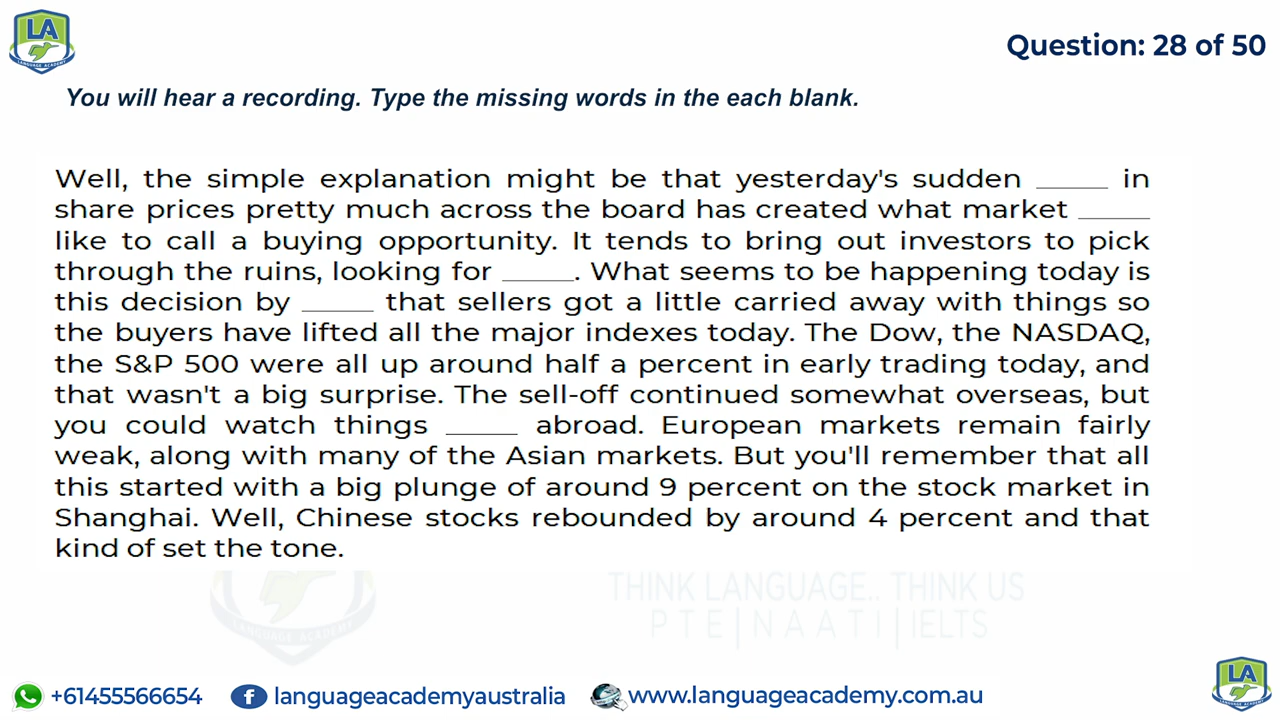 LA
LANGUAGE ACADEMY
Question: 28 of 50
You will hear a recording. Type the missing words in the each blank.
Well, the simple explanation might be that yesterday's sudden _____ in
share prices pretty much across the board has created what market _____
like to call a buying opportunity. It tends to bring out investors to pick
through the ruins, looking for _____. What seems to be happening today is
this decision by _____ that sellers got a little carried away with things so
the buyers have lifted all the major indexes today. The Dow, the NASDAQ,
the S&P 500 were all up around half a percent in early trading today, and
that wasn't a big surprise. The sell-off continued somewhat overseas, but
you could watch things _____ abroad. European markets remain fairly
weak, along with many of the Asian markets. But you'll remember that all
this started with a big plunge of around 9 percent on the stock market in
Shanghai. Well, Chinese stocks rebounded by around 4 percent and that
kind of set the tone.
LANGUAGE ACADEMY
THINK LANGUAGE.. THINK US
PTE|NAATI|IELTS
+61455566654
languageacademyaustralia
www.languageacademy.com.au
LA